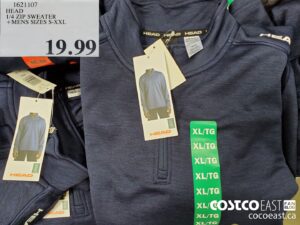 1621107
HEAD
1/4 ZIP SWEATER
+MENS SIZES S-XXL
19.99
HEAD
HEAD
HEAD
XL/TG
XL/TG
XL/TG
XL/TG
XL/TG
XL/TG
COSTCO EAST
cocoeast.ca